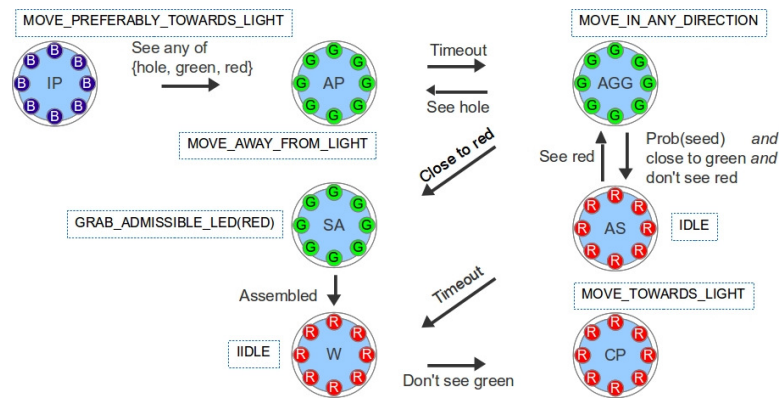 MOVE_PREFERABLY_TOWARDS_LIGHT
MOVE_IN_ANY_DIRECTION
See any of
{hole, green, red}
Timeout
See hole
B
B B
B IP B
B B
B
G
G G
G AP G
G G
G
G
G G
G AGG G
G G
G
MOVE_AWAY_FROM_LIGHT
Close to red
See red
Prob(seed) and
close to green and
don't see red
GRAB_ADMISSIBLE_LED(RED)
G
G G
G SA G
G G
G
R
R R
R AS R
R R
R
IDLE
Assembled
Timeout
MOVE_TOWARDS_LIGHT
IIDLE
R
R R
R W R
R R
R
Don't see green
R
R R
R CP R
R R
R